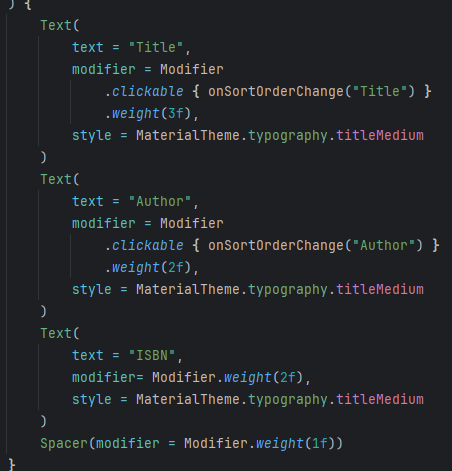 ) {
    Text(
        text = "Title",
        modifier = Modifier
            .clickable { onSortOrderChange("Title") }
            .weight(3f),
        style = MaterialTheme.typography.titleMedium
    )
    Text(
        text = "Author",
        modifier = Modifier
            .clickable { onSortOrderChange("Author") }
            .weight(2f),
        style = MaterialTheme.typography.titleMedium
    )
    Text(
        text = "ISBN",
        modifier= Modifier.weight(2f),
        style = MaterialTheme.typography.titleMedium
    )
    Spacer(modifier = Modifier.weight(1f))
}